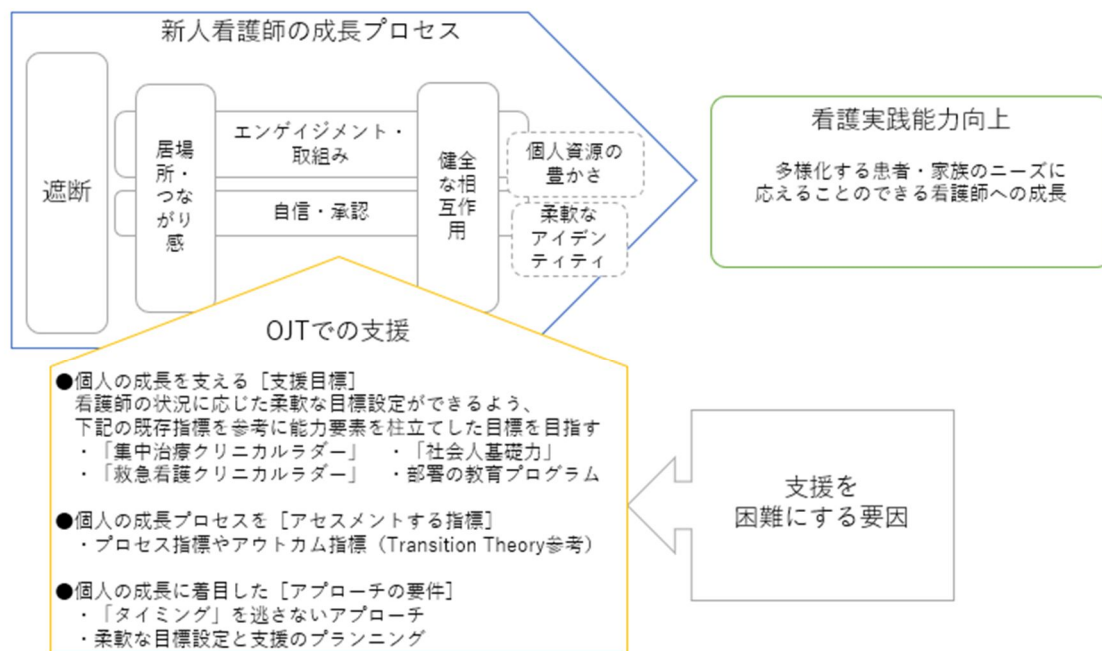 新人看護師の成長プロセス
遮断
居場
所・
つな
がり
感
エンゲイジメント・
取組み
自信・承認
健全
な相
互作
用
個人資源の
豊かさ
柔軟な
アイデン
ティティ
看護実践能力向上
多様化する患者・家族のニーズに
応えることのできる看護師への成長
OJTでの支援
●個人の成長を支える［支援目標］
看護師の状況に応じた柔軟な目標設定ができるよう、
下記の既存指標を参考に能力要素を柱立てした目標を目指す
・「集中治療クリニカルラダー」 ・「社会人基礎力」
・「救急看護クリニカルラダー」 ・部署の教育プログラム
●個人の成長プロセスを［アセスメントする指標］
・プロセス指標やアウトカム指標（Transition Theory参考）
●個人の成長に着目した［アプローチの要件］
・「タイミング」を逃さないアプローチ
・柔軟な目標設定と支援のプランニング
支援を
困難にする要因